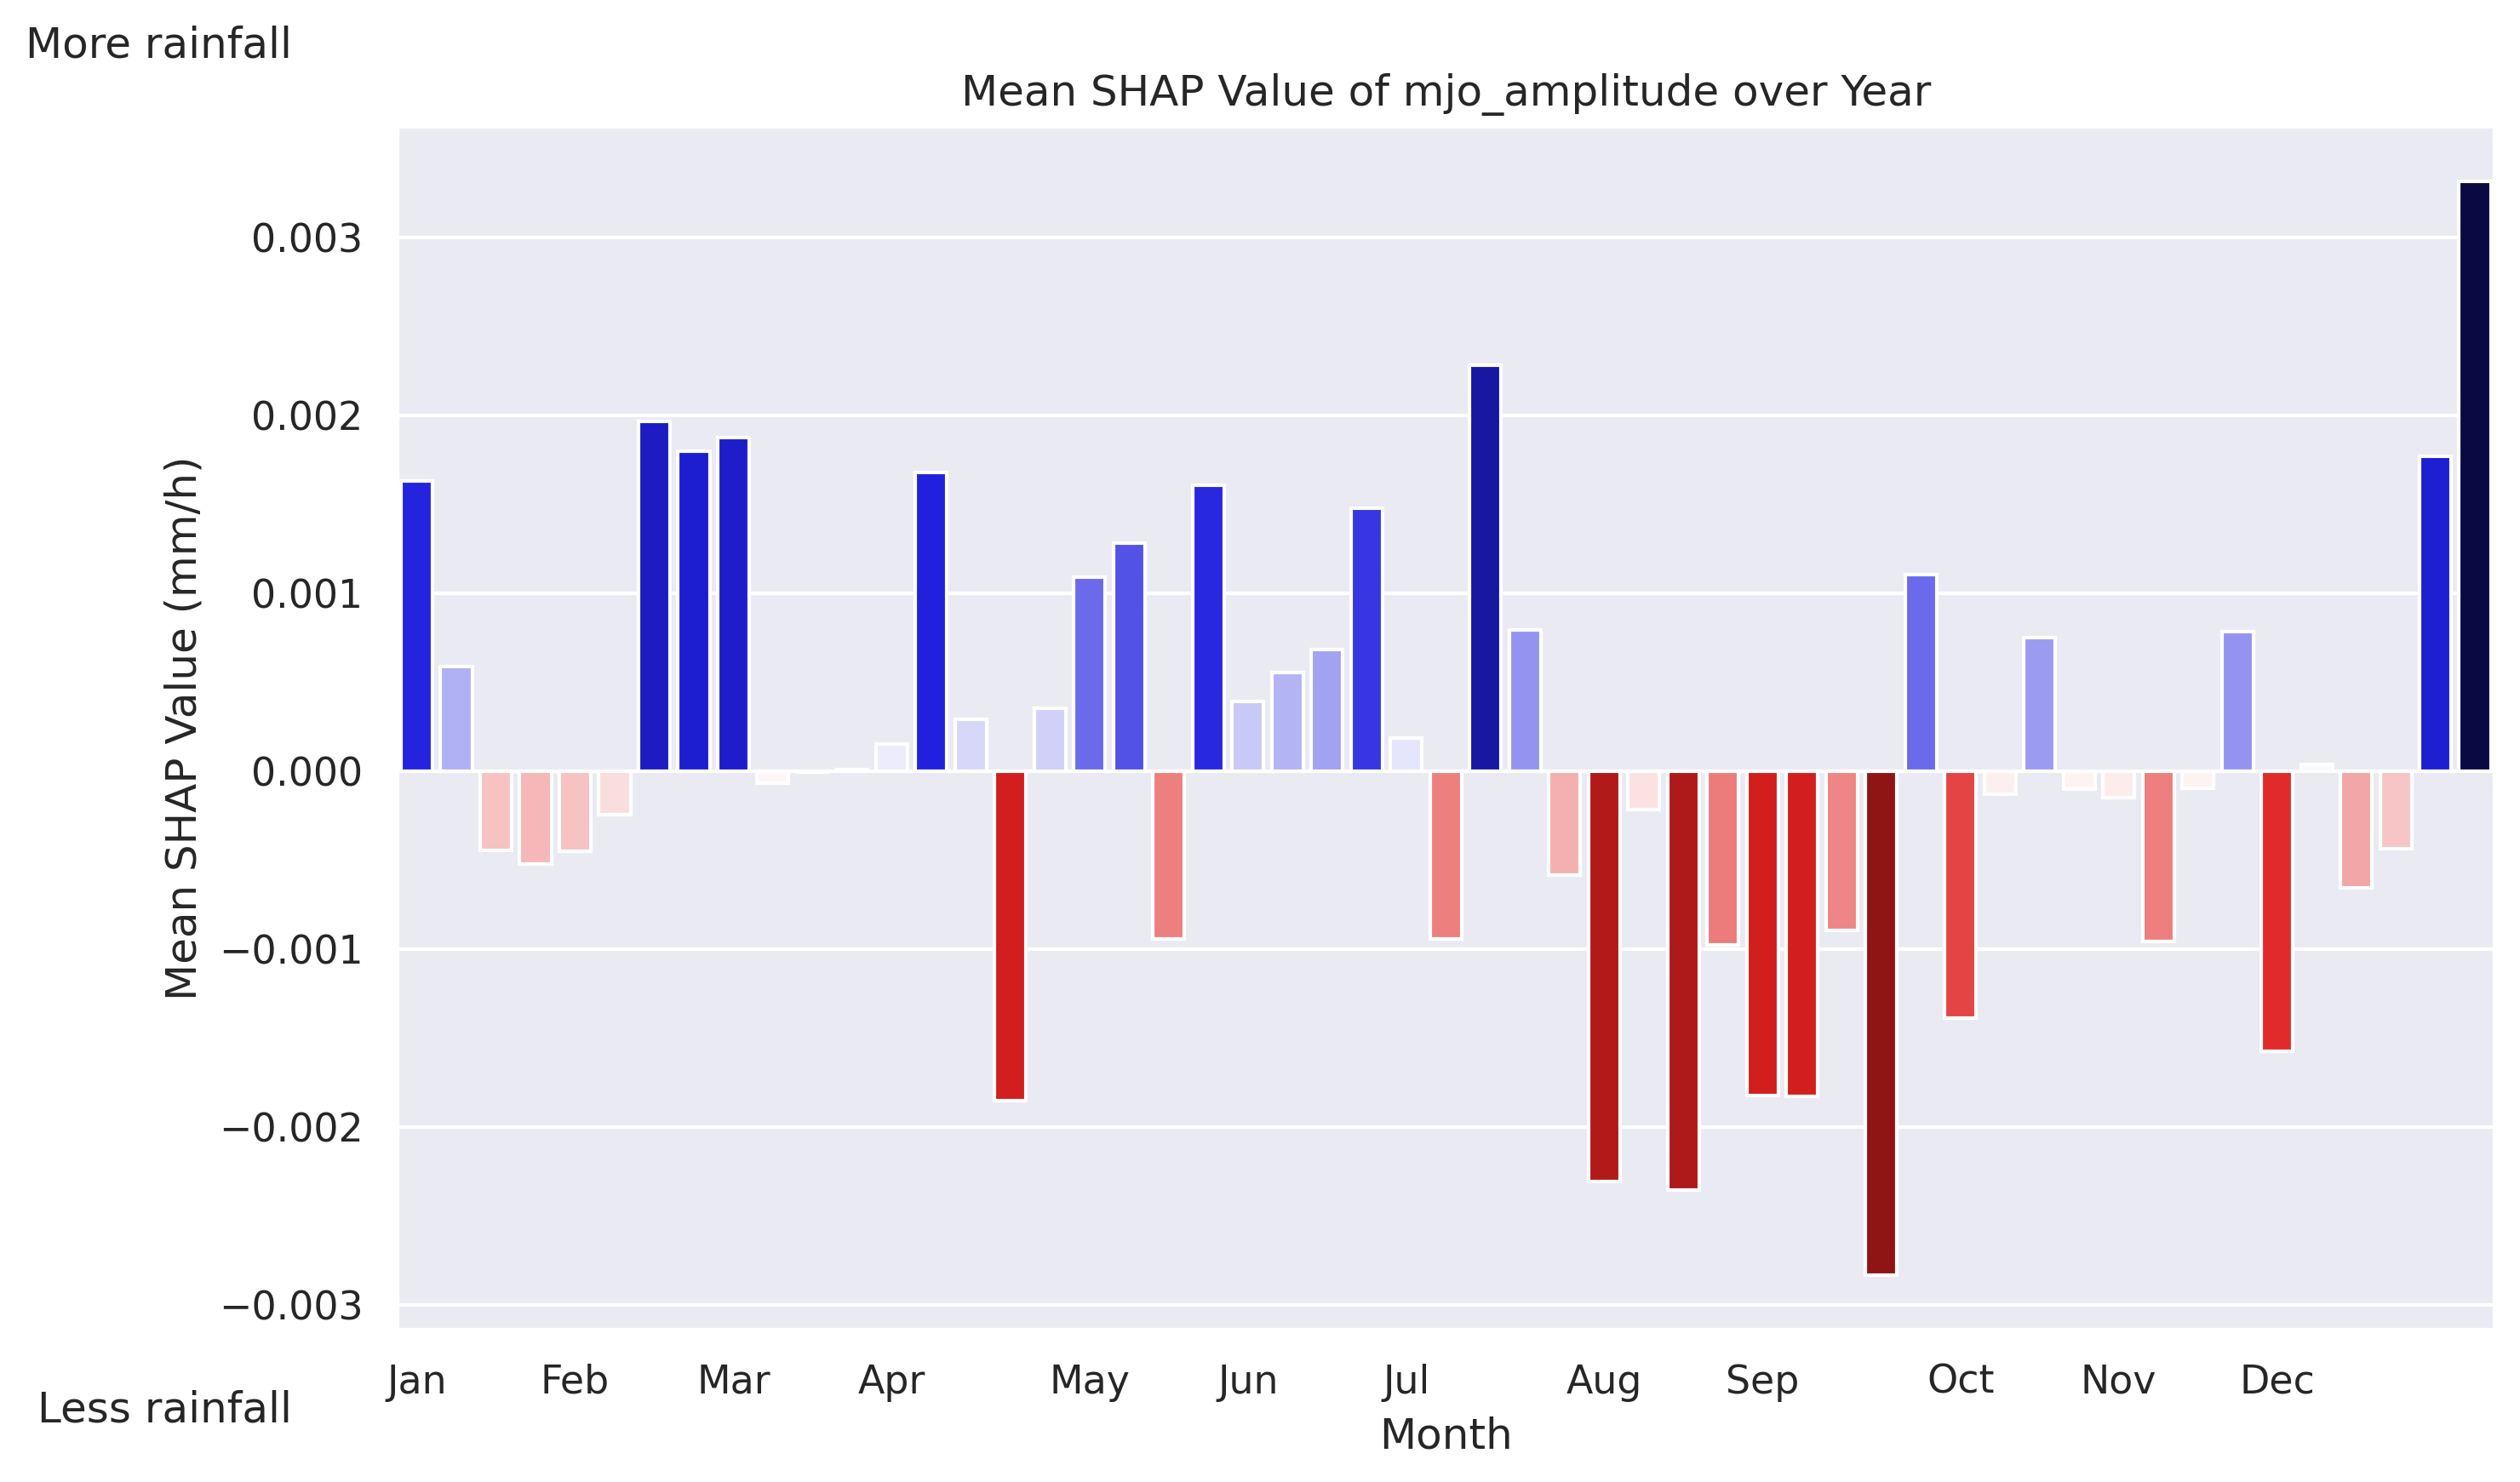 More rainfall
Mean SHAP Value of mjo_amplitude over Year
Mean SHAP Value (mm/h)
0.003
0.002
0.001
0.000
−0.001
−0.002
−0.003
Jan Feb Mar Apr May Jun Jul Aug Sep Oct Nov Dec
Less rainfall
Month